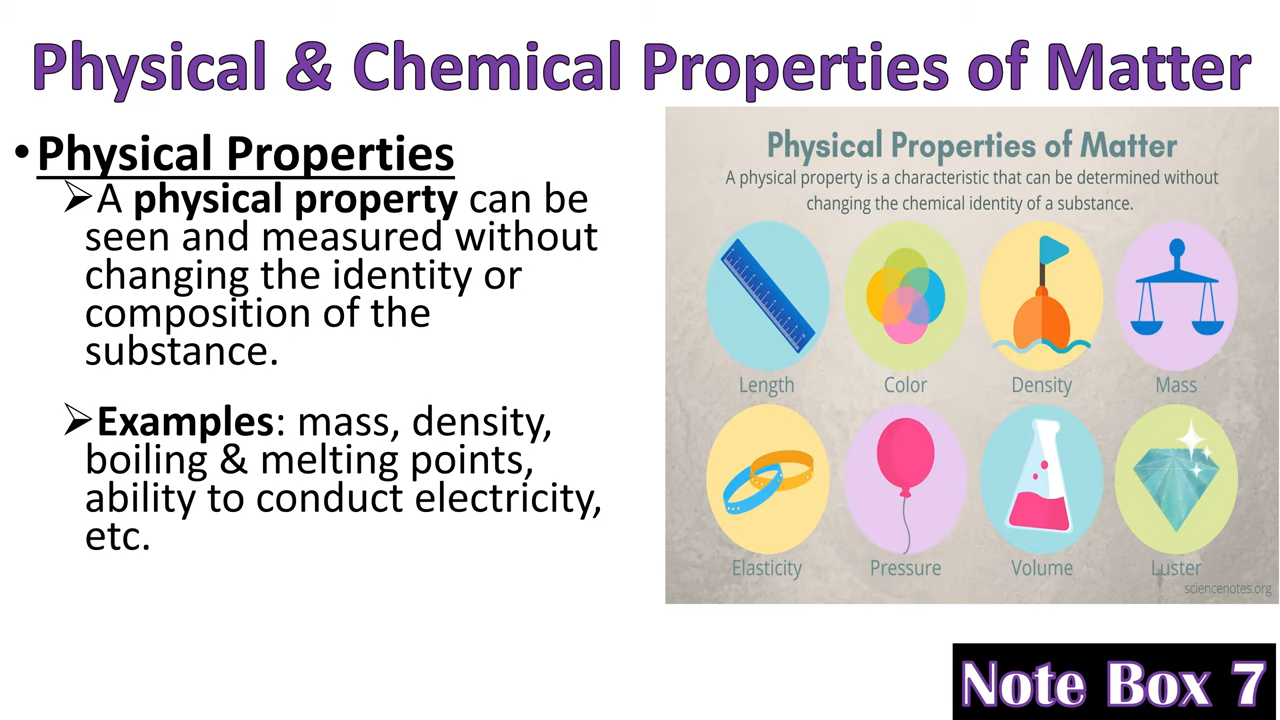 Physical & Chemical Properties of Matter
•Physical Properties
➢A physical property can be
seen and measured without
changing the identity or
composition of the
substance.
➢Examples: mass, density,
boiling & melting points,
ability to conduct electricity,
etc.
Physical Properties of Matter
A physical property is a characteristic that can be determined without
changing the chemical identity of a substance.
Length Color Density Mass
Elasticity Pressure Volume Luster
sciencenotes.org
Note Box 7